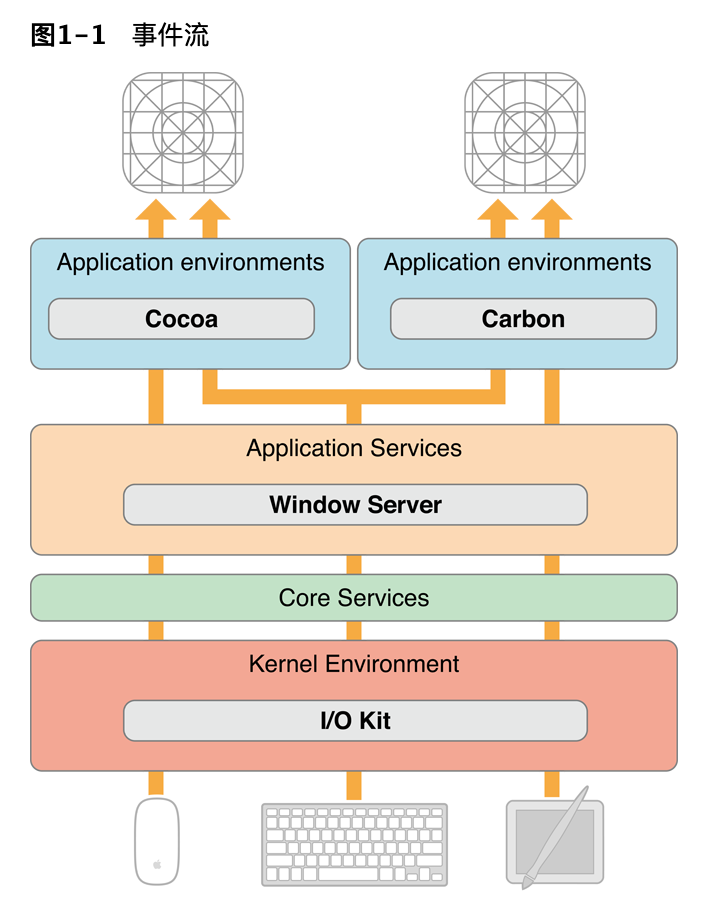 图1-1 事件流
Application environments
Cocoa
Application environments
Carbon
Application Services
Window Server
Core Services
Kernel Environment
I/O Kit